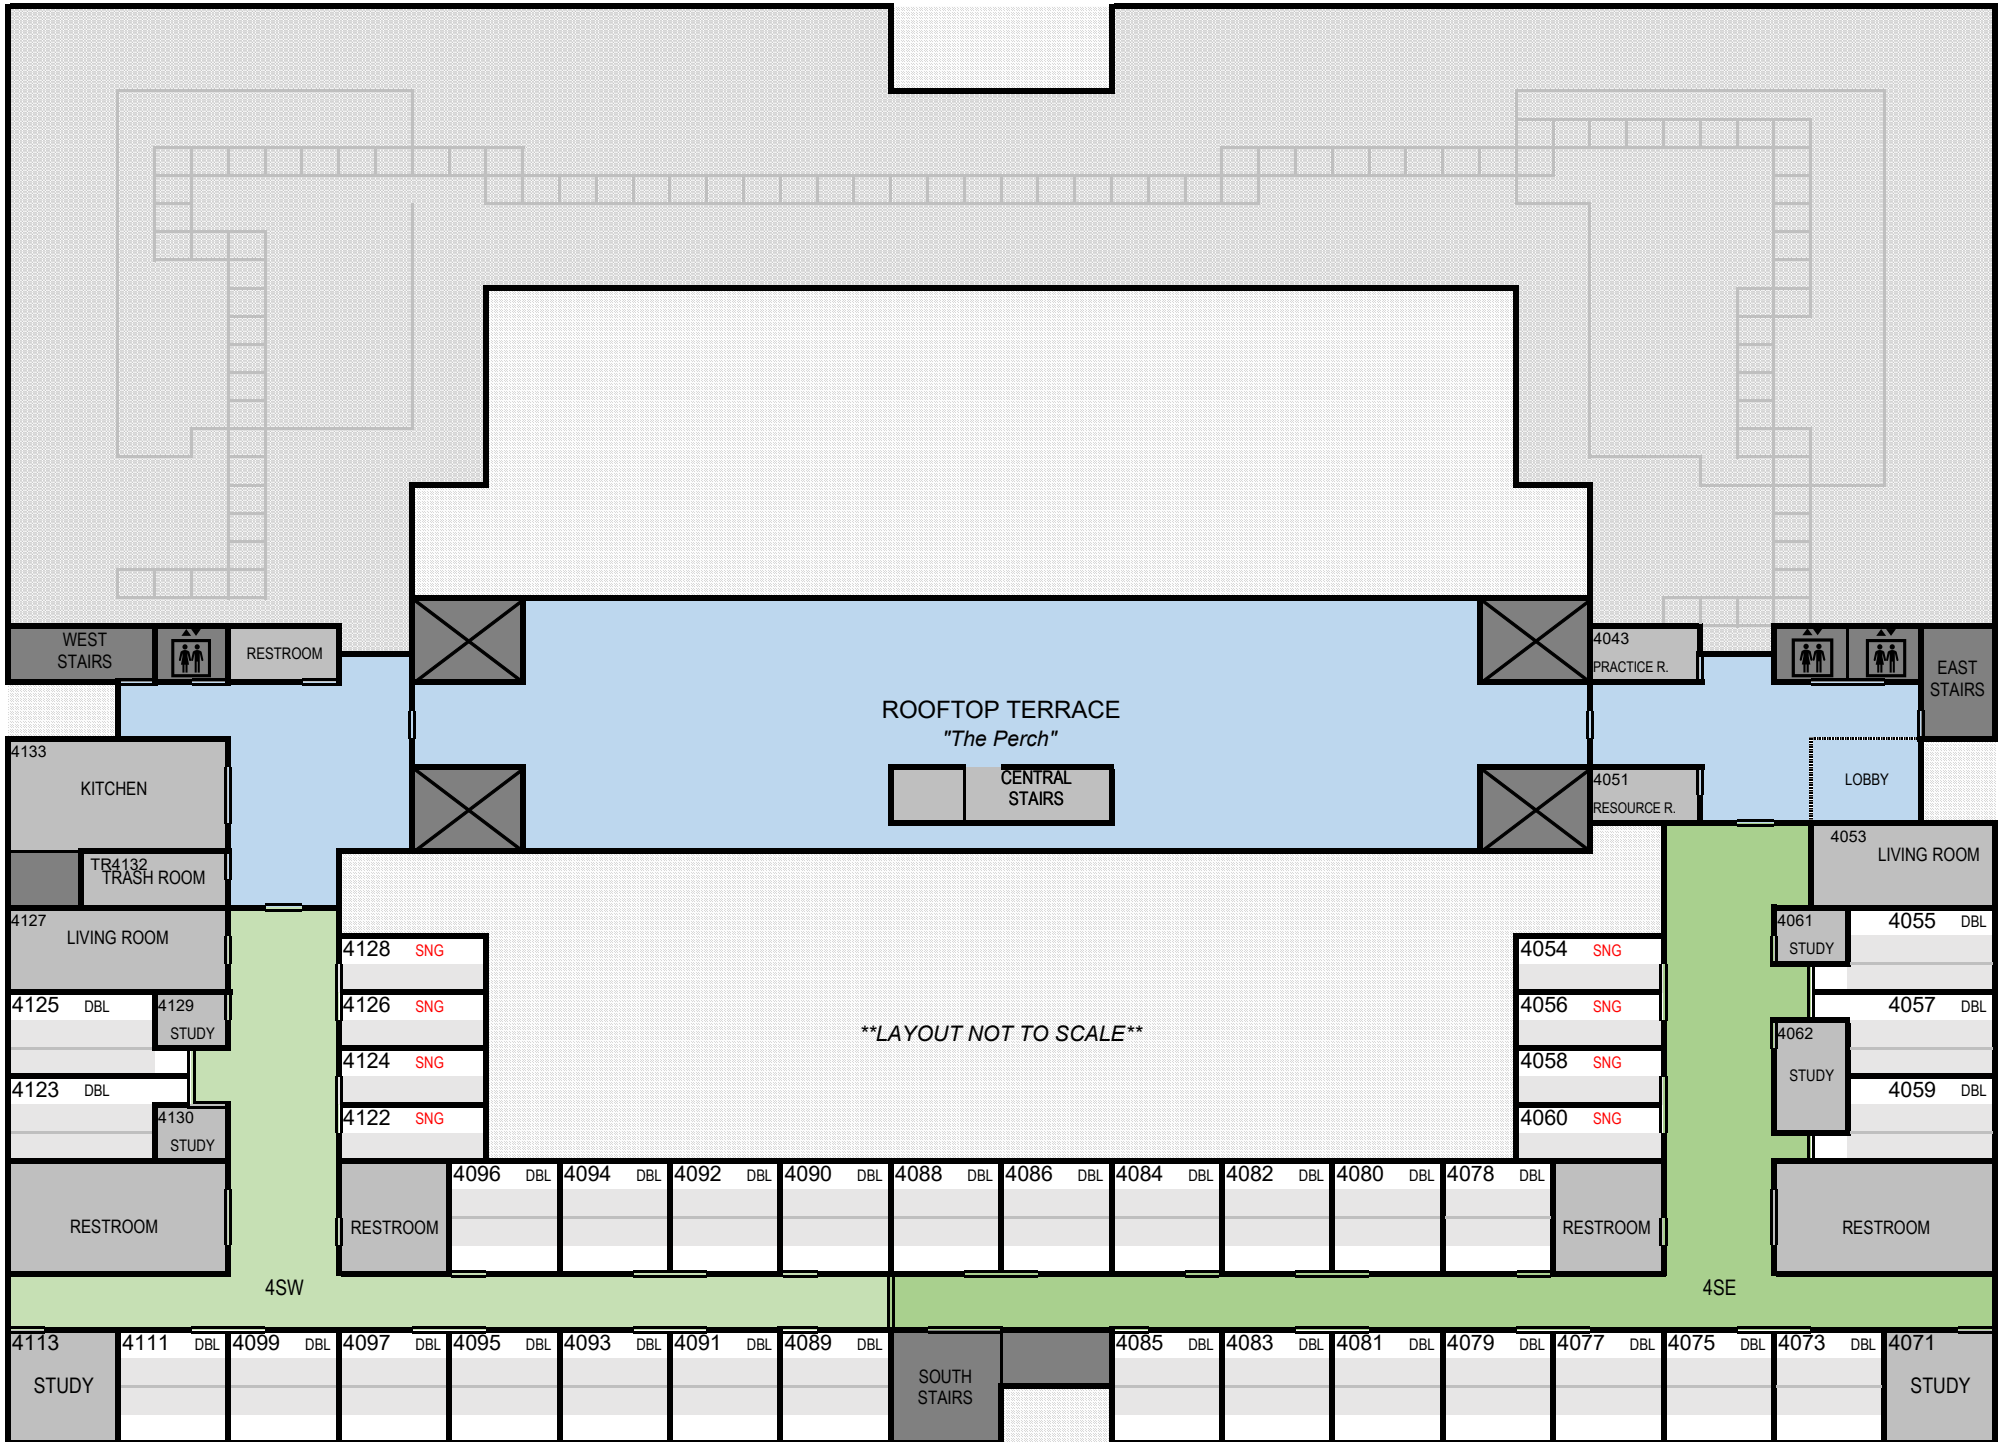 WEST
STAIRS
RESTROOM
4043
PRACTICE R.
EAST
STAIRS
ROOFTOP TERRACE
"The Perch"
CENTRAL
STAIRS
4133
KITCHEN
4051
RESOURCE R.
LOBBY
TR4132
TRASH ROOM
4053
LIVING ROOM
4127
LIVING ROOM
4128 SNG
4054 SNG
4061
STUDY
4055 DBL
4125 DBL
4129
STUDY
4126 SNG
**LAYOUT NOT TO SCALE**
4056 SNG
4057 DBL
4062
STUDY
4124 SNG
4058 SNG
4123 DBL
4130
STUDY
4059 DBL
4122 SNG
4060 SNG
RESTROOM
RESTROOM
4096 DBL
4094 DBL
4092 DBL
4090 DBL
4088 DBL
4086 DBL
4084 DBL
4082 DBL
4080 DBL
4078 DBL
RESTROOM
RESTROOM
4SW
4SE
4113
STUDY
4111 DBL
4099 DBL
4097 DBL
4095 DBL
4093 DBL
4091 DBL
4089 DBL
SOUTH
STAIRS
4085 DBL
4083 DBL
4081 DBL
4079 DBL
4077 DBL
4075 DBL
4073 DBL
4071
STUDY